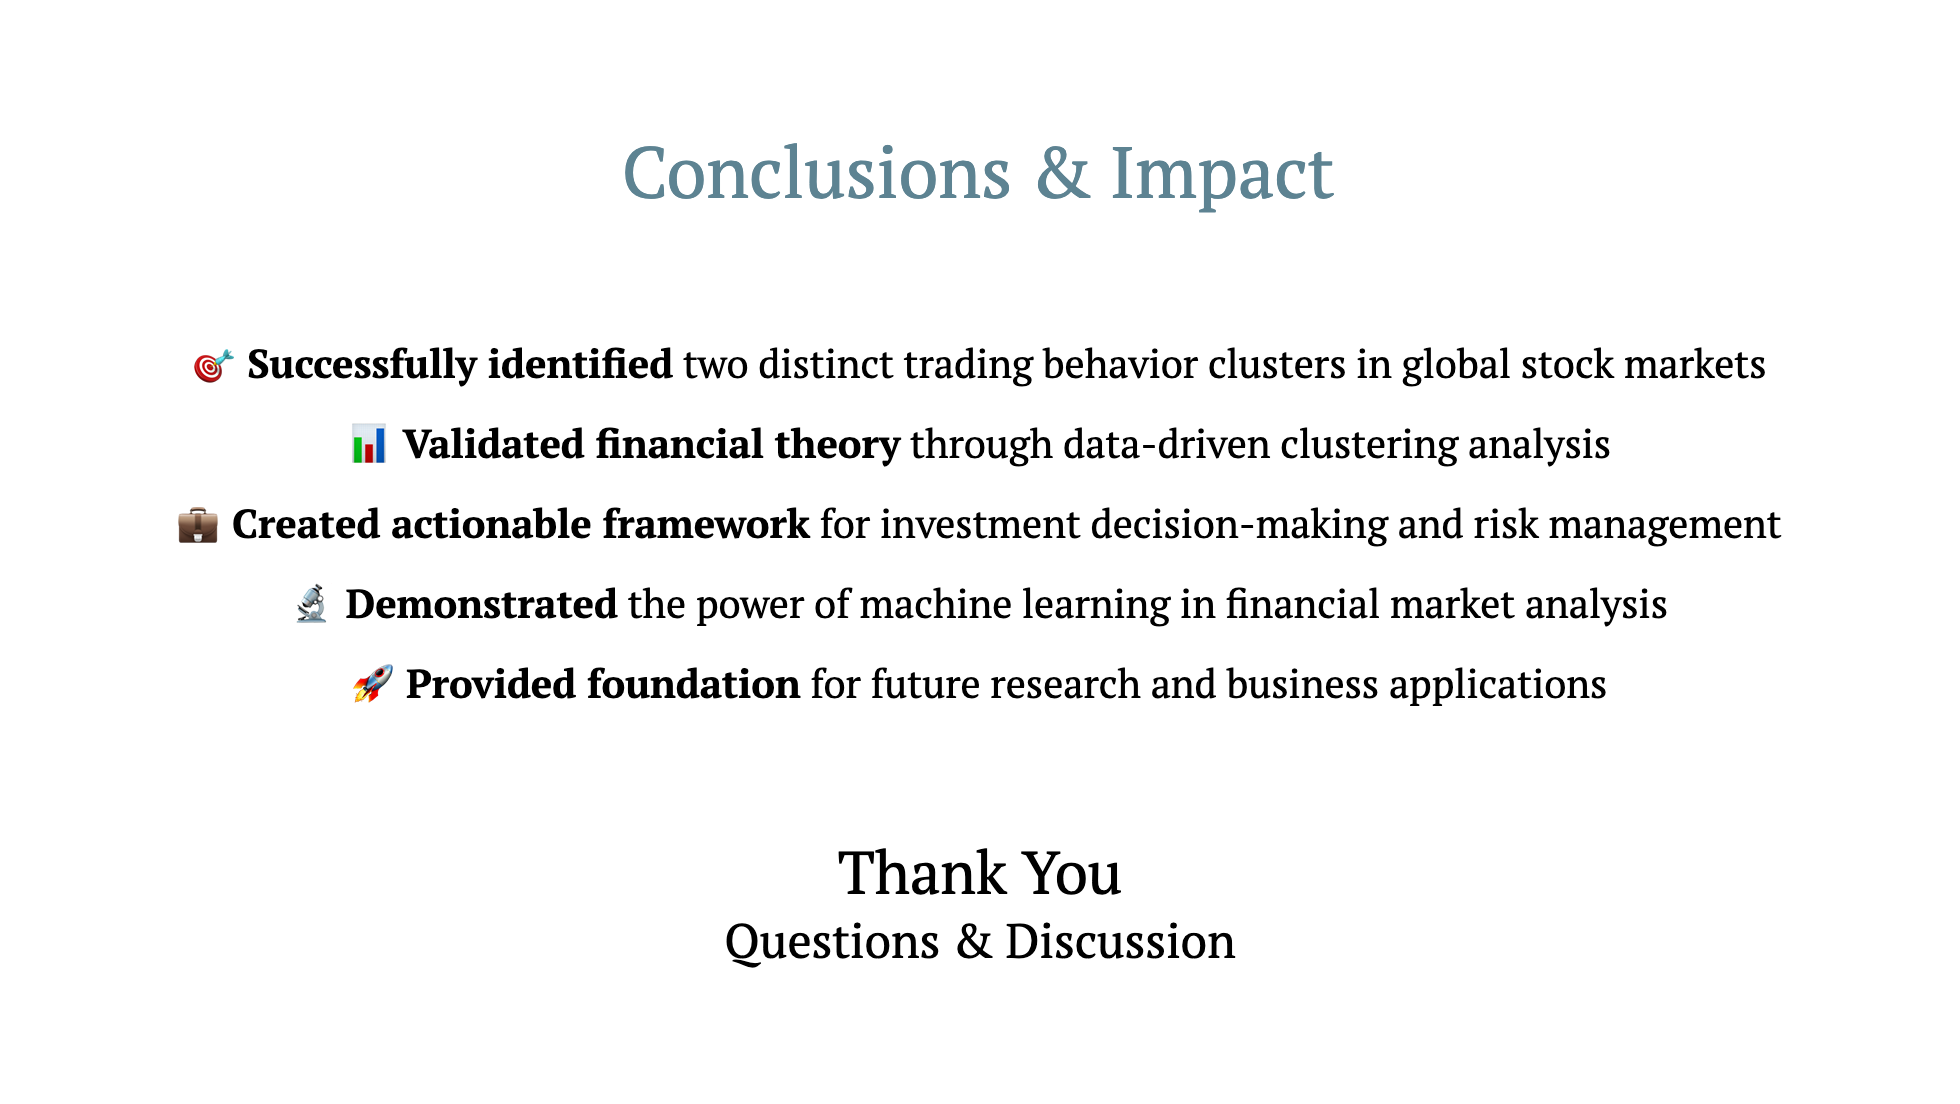 Conclusions & Impact
🎯 Successfully identified two distinct trading behavior clusters in global stock markets
📊 Validated financial theory through data-driven clustering analysis
💼 Created actionable framework for investment decision-making and risk management
🔬 Demonstrated the power of machine learning in financial market analysis
🚀 Provided foundation for future research and business applications
Thank You
Questions & Discussion